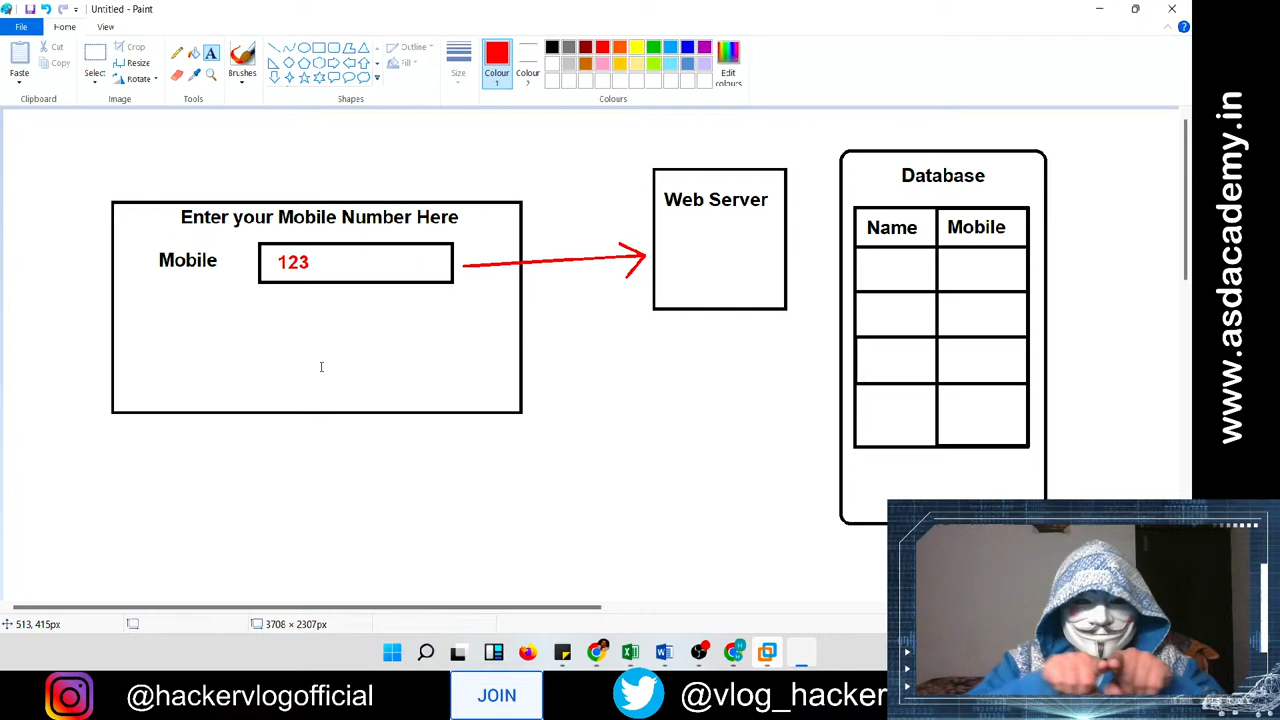 Untitled - Paint
File
Home
View
Paste
Cut
Copy
Clipboard
Select
Crop
Resize
Rotate
Image
A
Tools
Brushes
Shapes
Outline
Fill
Size
Colour
1
Colour
2
Edit
colours
Colours
Enter your Mobile Number Here
Mobile
123
Web Server
Database
Name Mobile
www.asdacademy.in
513, 415px
3708 × 2307px
@hackervlogofficial
JOIN
@vlog_hacker